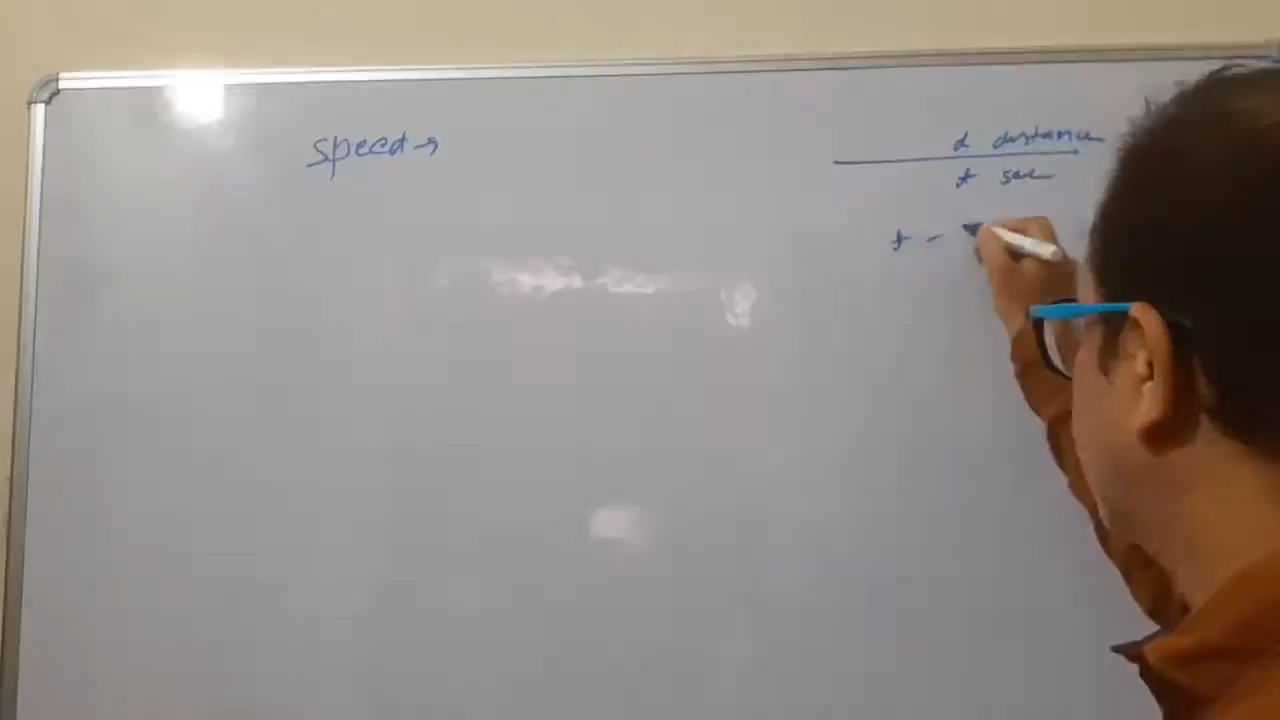 speed →
d distance
t sec
t -